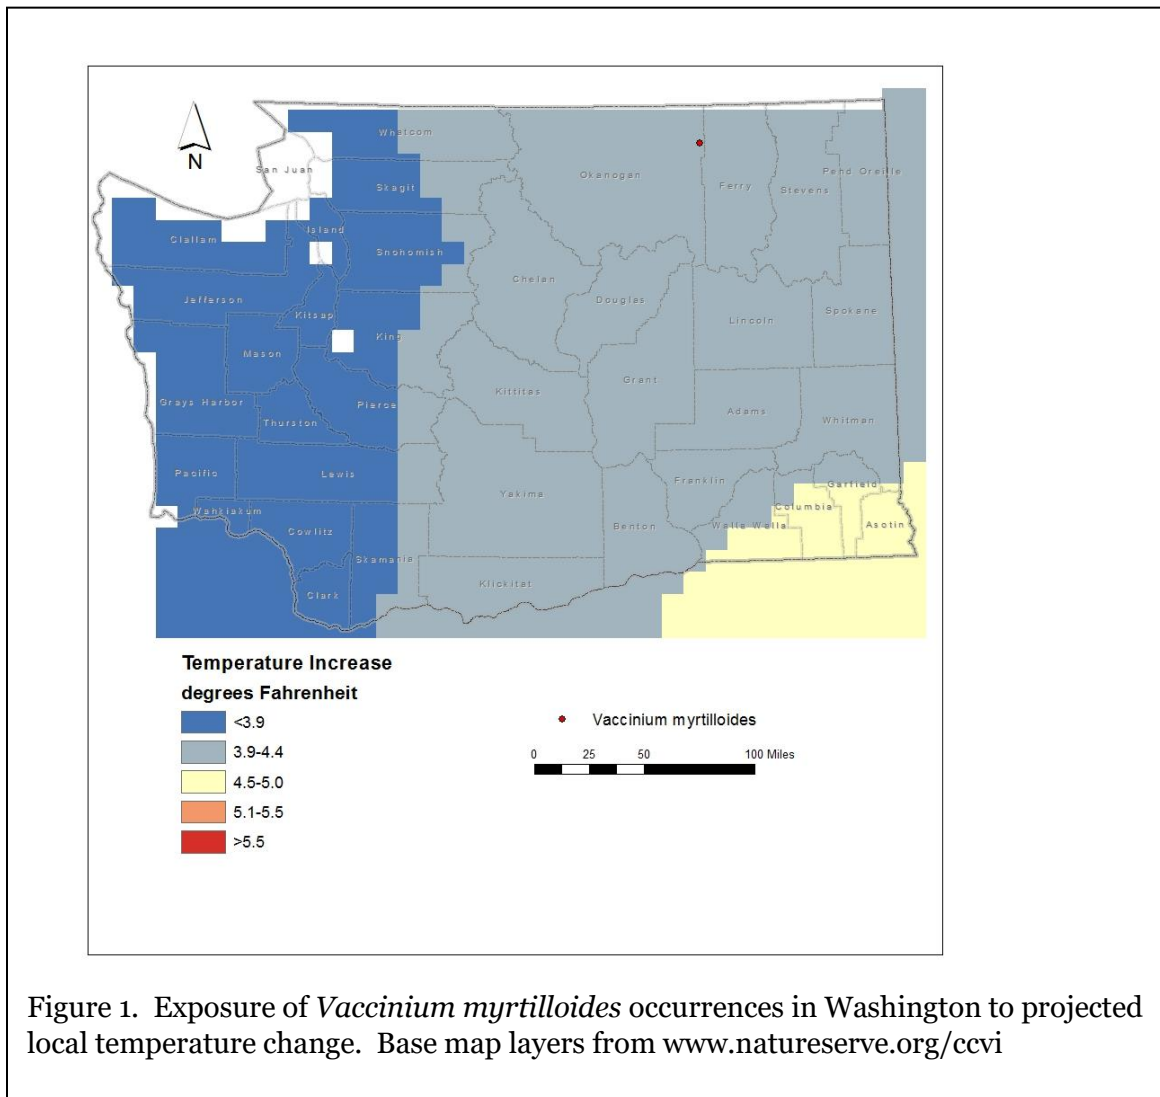 N
Whatcom
San Juan
Skagit
Okanogan
Ferry
Stevens
Pend Oreille
Island
Clallam
Snohomish
Chelan
Jefferson
Kitsap
Douglas
Lincoln
Spokane
King
Mason
Grant
Kittitas
Grays Harbor
Pierce
Adams
Thurston
Whitman
Pacific
Lewis
Yakima
Franklin
Garfield
Columbia
Wahkiakum
Cowlitz
Benton
Walla Walla
Asotin
Skamania
Klickitat
Clark
Temperature Increase
degrees Fahrenheit
<3.9
3.9-4.4
4.5-5.0
5.1-5.5
>5.5
Vaccinium myrtilloides
0 25 50 100 Miles
Figure 1. Exposure of Vaccinium myrtilloides occurrences in Washington to projected
local temperature change. Base map layers from www.natureserve.org/ccvi